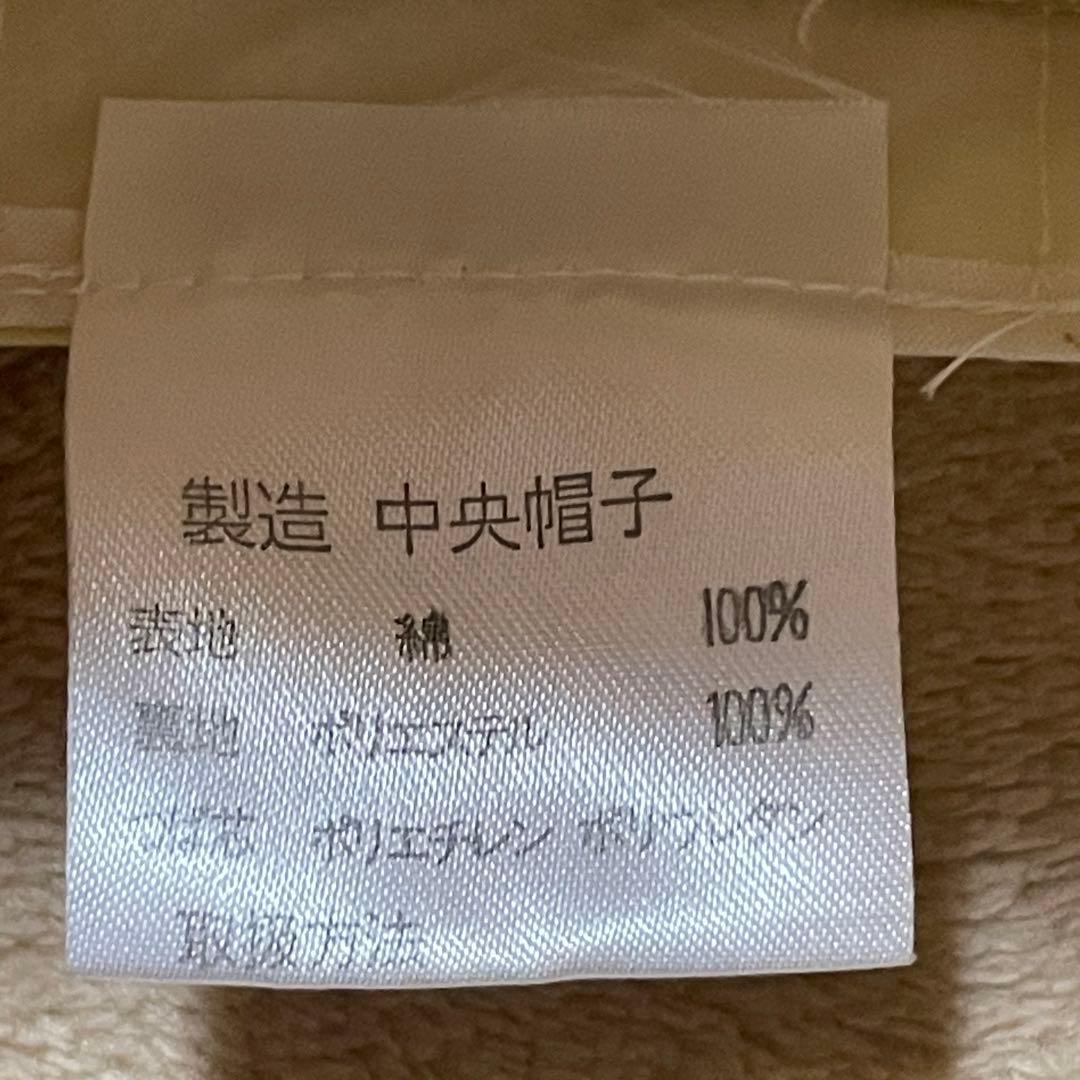 製造 中央帽子
表地 綿 100%
裏地 ポリエステル 100%
つば芯 ポリエチレン ポリウレタン
取扱方法